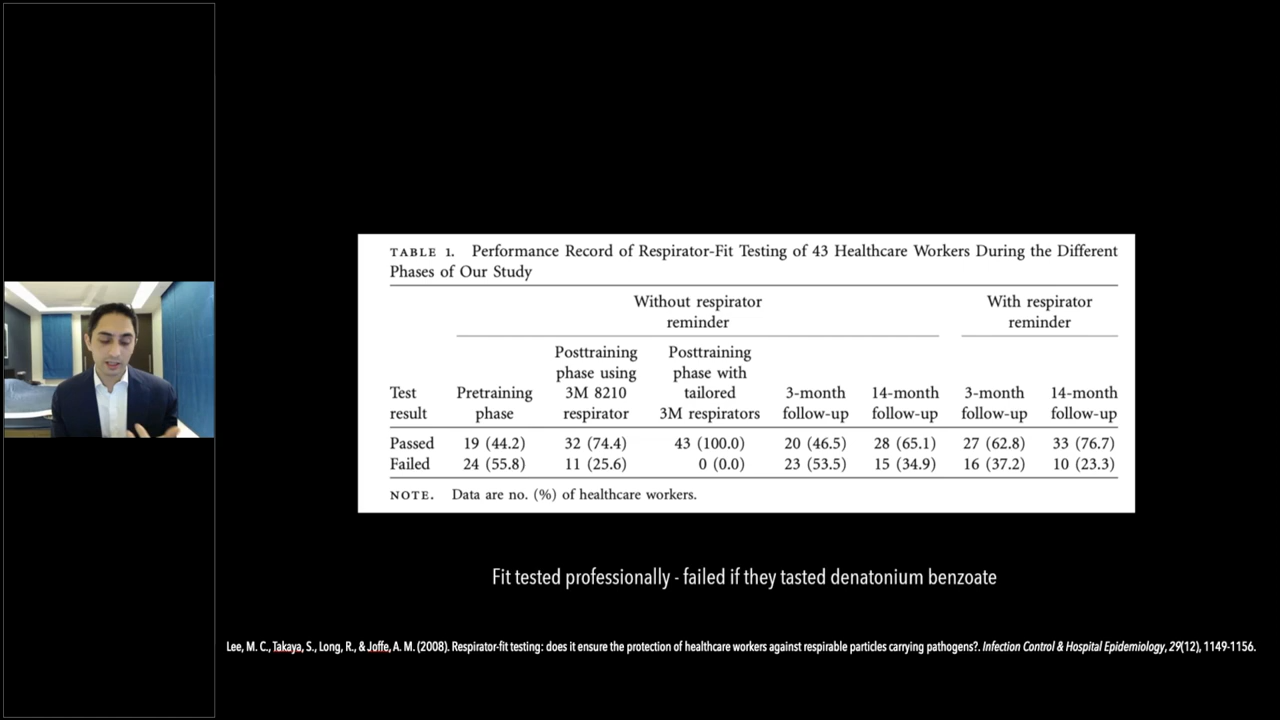 TABLE 1. Performance Record of Respirator-Fit Testing of 43 Healthcare Workers During the Different
Phases of Our Study
Without respirator
reminder
With respirator
reminder
Test
result
Pretraining
phase
Posttraining
phase using
3M 8210
respirator
Posttraining
phase with
tailored
3M respirators
3-month
follow-up
14-month
follow-up
3-month
follow-up
14-month
follow-up
Passed 19 (44.2) 32 (74.4) 43 (100.0) 20 (46.5) 28 (65.1) 27 (62.8) 33 (76.7)
Failed 24 (55.8) 11 (25.6) 0 (0.0) 23 (53.5) 15 (34.9) 16 (37.2) 10 (23.3)
NOTE. Data are no. (%) of healthcare workers.
Fit tested professionally - failed if they tasted denatonium benzoate
Lee, M. C., Takaya, S., Long, R., & Joffe, A. M. (2008). Respirator-fit testing: does it ensure the protection of healthcare workers against respirable particles carrying pathogens?. Infection Control & Hospital Epidemiology, 29(12), 1149-1156.